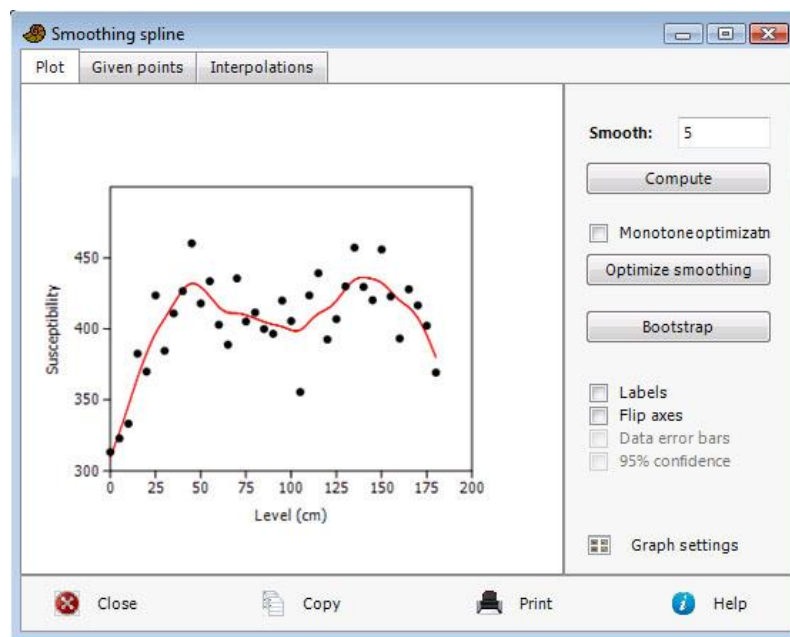 Smoothing spline
Plot
Given points
Interpolations
Smooth: 5
Compute
Monotone optimizatn
Optimize smoothing
Bootstrap
Labels
Flip axes
Data error bars
95% confidence
Graph settings
450
400
350
300
Susceptibility
0 25 50 75 100 125 150 175 200
Level (cm)
Close
Copy
Print
Help